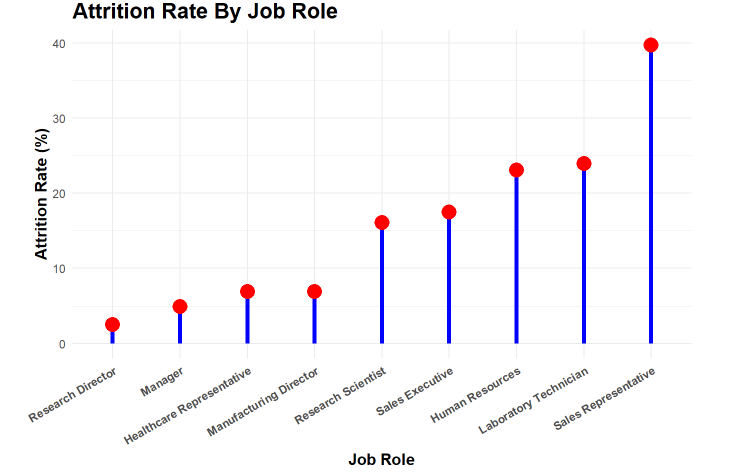 Attrition Rate By Job Role
Attrition Rate (%)
40
30
20
10
0
Research Director
Manager
Healthcare Representative
Manufacturing Director
Research Scientist
Sales Executive
Human Resources
Laboratory Technician
Sales Representative
Job Role